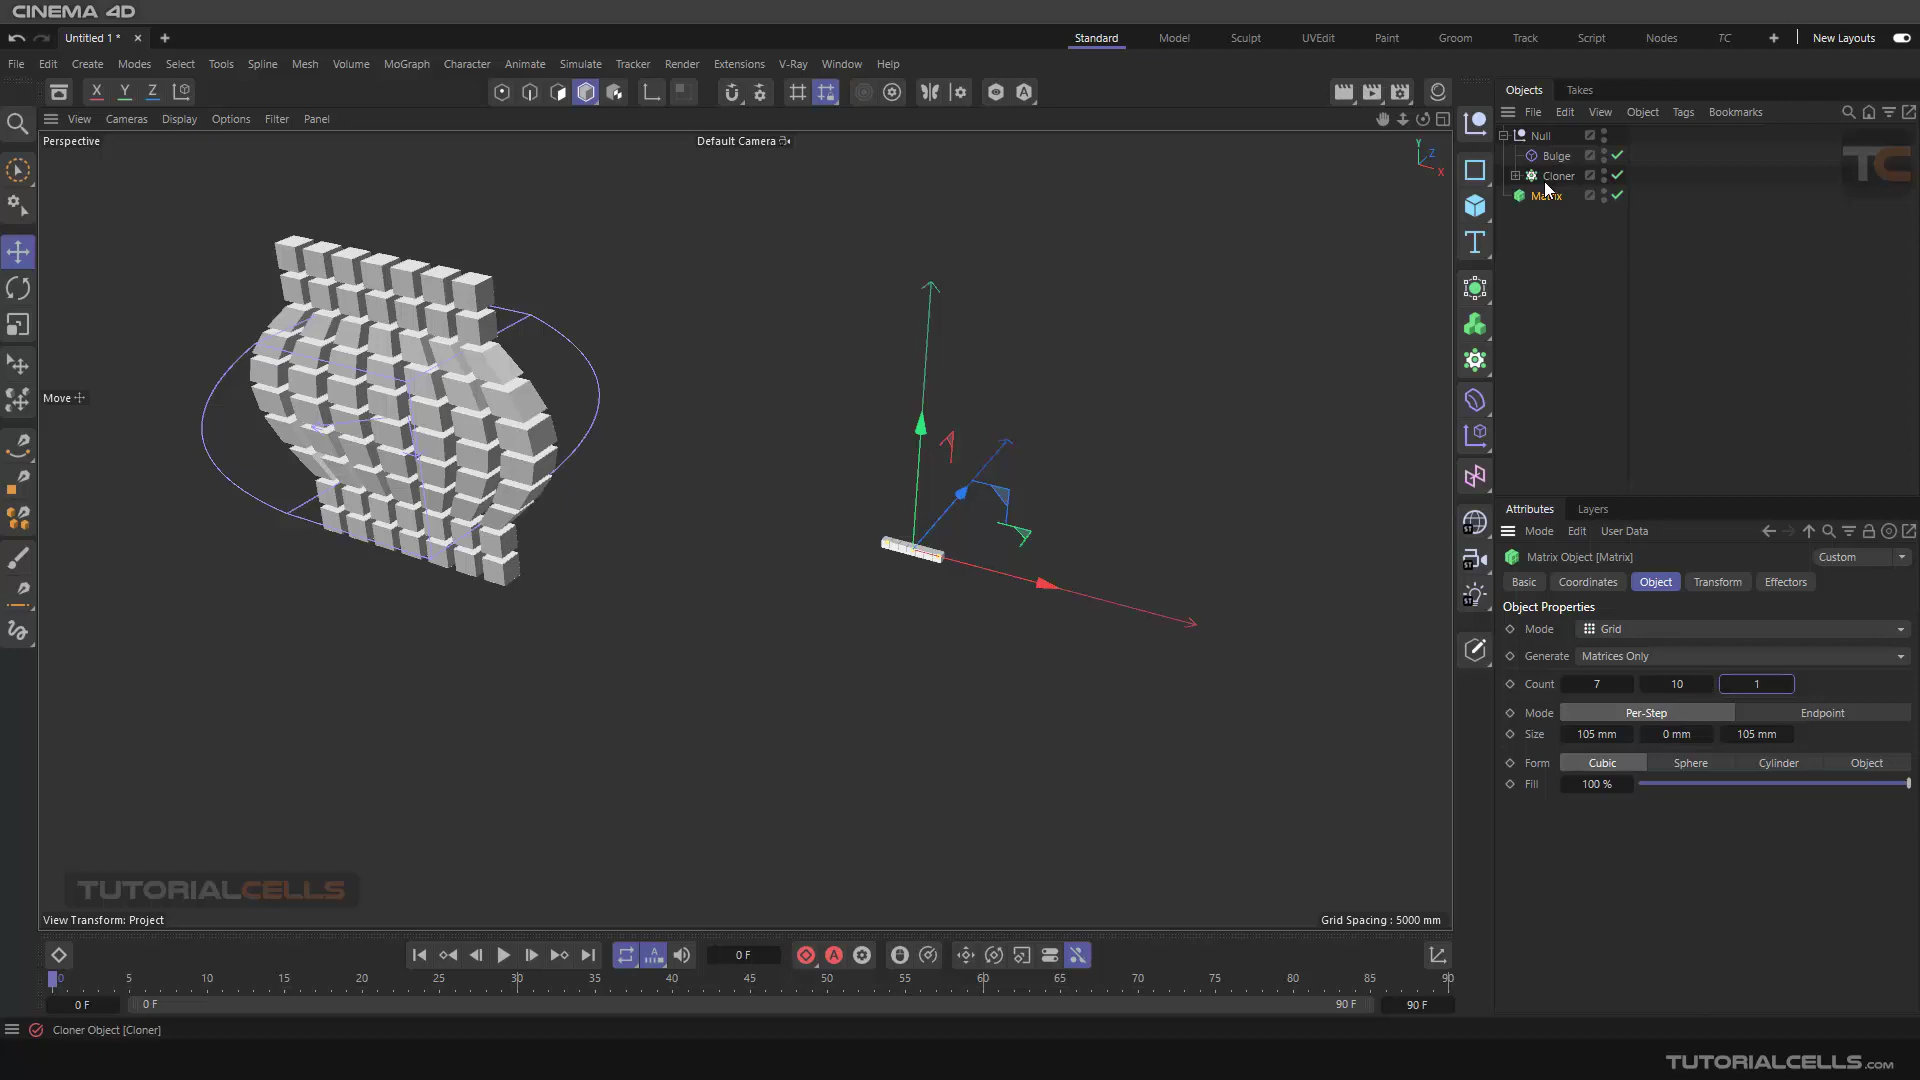 CINEMA 4D
Untitled 1 *
Standard Model Sculpt UVEdit Paint Groom Track Script Nodes TC New Layouts
File Edit Create Modes Select Tools Spline Mesh Volume MoGraph Character Animate Simulate Tracker Render Extensions V-Ray Window Help
X Y Z
Objects Takes
View Cameras Display Options Filter Panel
File Edit View Object Tags Bookmarks
Perspective
Default Camera
Y
Z
X
Null
Bulge
Cloner
Matrix
TC
Move
Attributes Layers
Mode Edit User Data
Matrix Object [Matrix]
Custom
Basic Coordinates Object Transform Effectors
Object Properties
Mode Grid
Generate Matrices Only
Count 7 10 1
Mode Per-Step Endpoint
Size 105 mm 0 mm 105 mm
Form Cubic Sphere Cylinder Object
Fill 100 %
TUTORIALCELLS
View Transform: Project
Grid Spacing : 5000 mm
0 F
0 5 10 15 20 25 30 35 40 45 50 55 60 65 70 75 80 85 90
0 F 0 F 90 F 90 F
Cloner Object [Cloner]
TUTORIALCELLS.com